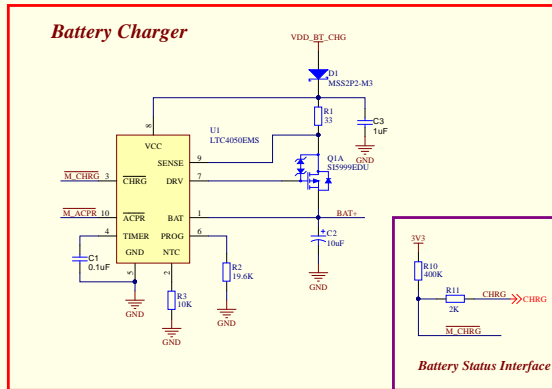 Battery Charger
VDD_BT_CHG
D1
MSS2P2-M3
R1
33
C3
1uF
GND
U1
LTC4050EMS
8
VCC
SENSE
9
Q1A
SI5999EDU
M_CHRG
3
CHRG
DRV
7
M_ACPR
10
ACPR
BAT
1
BAT+
4
TIMER
PROG
6
C2
10uF
GND
NTC
C1
0.1uF
5
2
R2
19.6K
GND
R3
10K
GND
GND
GND
3V3
R10
400K
R11
2K
CHRG
CHRG
M_CHRG
Battery Status Interface